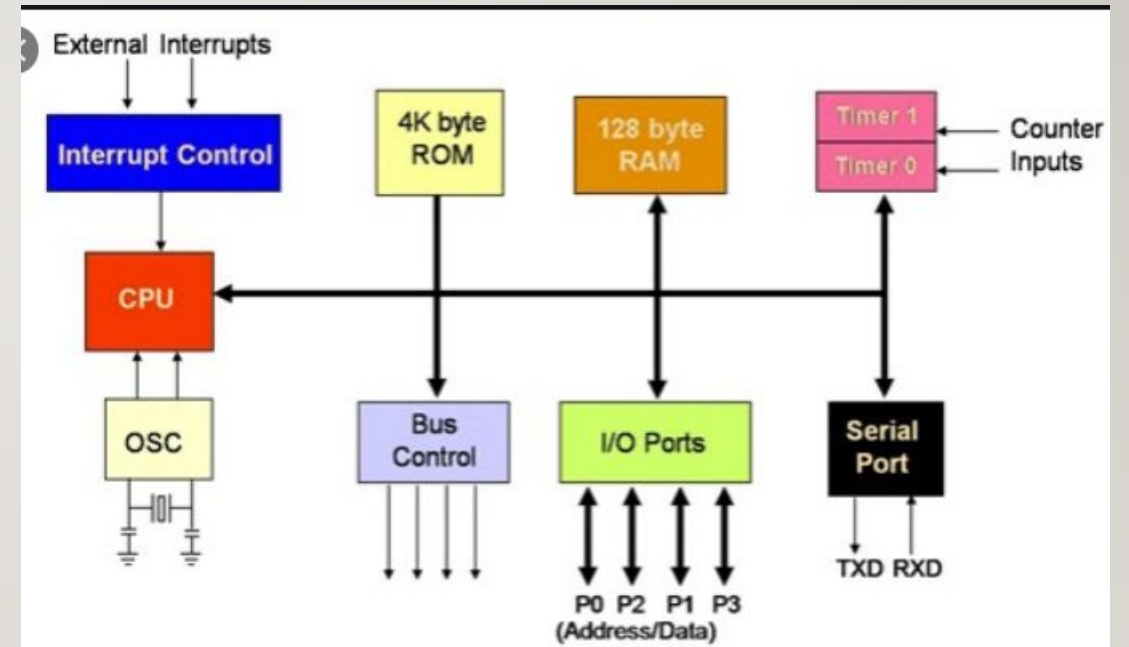 External Interrupts
Interrupt Control
4K byte
ROM
128 byte
RAM
Timer 1
Timer 0
Counter
Inputs
CPU
OSC
Bus
Control
I/O Ports
Serial
Port
TXD RXD
P0 P2 P1 P3
(Address/Data)